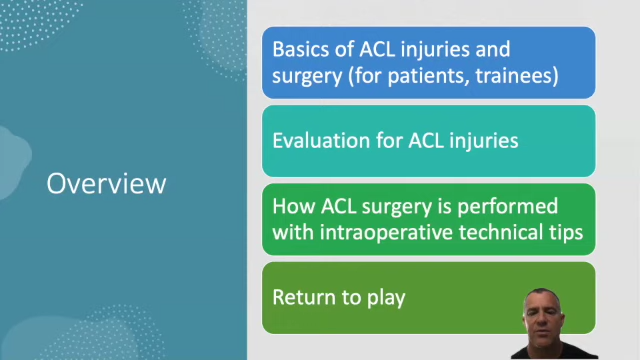 Overview
Basics of ACL injuries and
surgery (for patients, trainees)
Evaluation for ACL injuries
How ACL surgery is performed
with intraoperative technical tips
Return to play